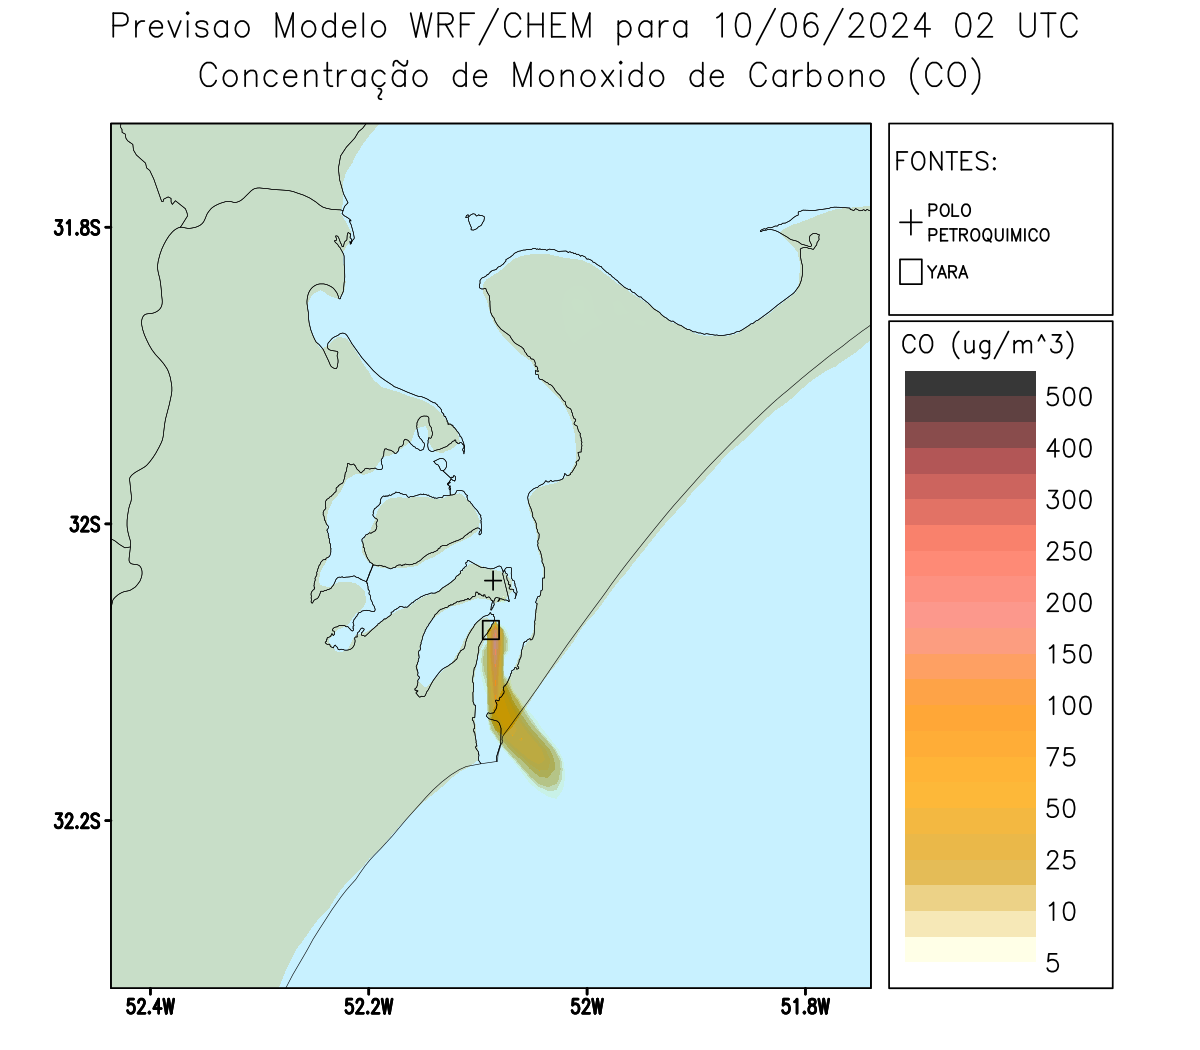 Previsao Modelo WRF/CHEM para 10/06/2024 02 UTC
Concentração de Monoxido de Carbono (CO)
FONTES:
POLO
PETROQUIMICO
YARA
CO (ug/m^3)
500
400
300
250
200
150
100
75
50
25
10
5
31.8S
32S
32.2S
52.4W
52.2W
52W
51.8W